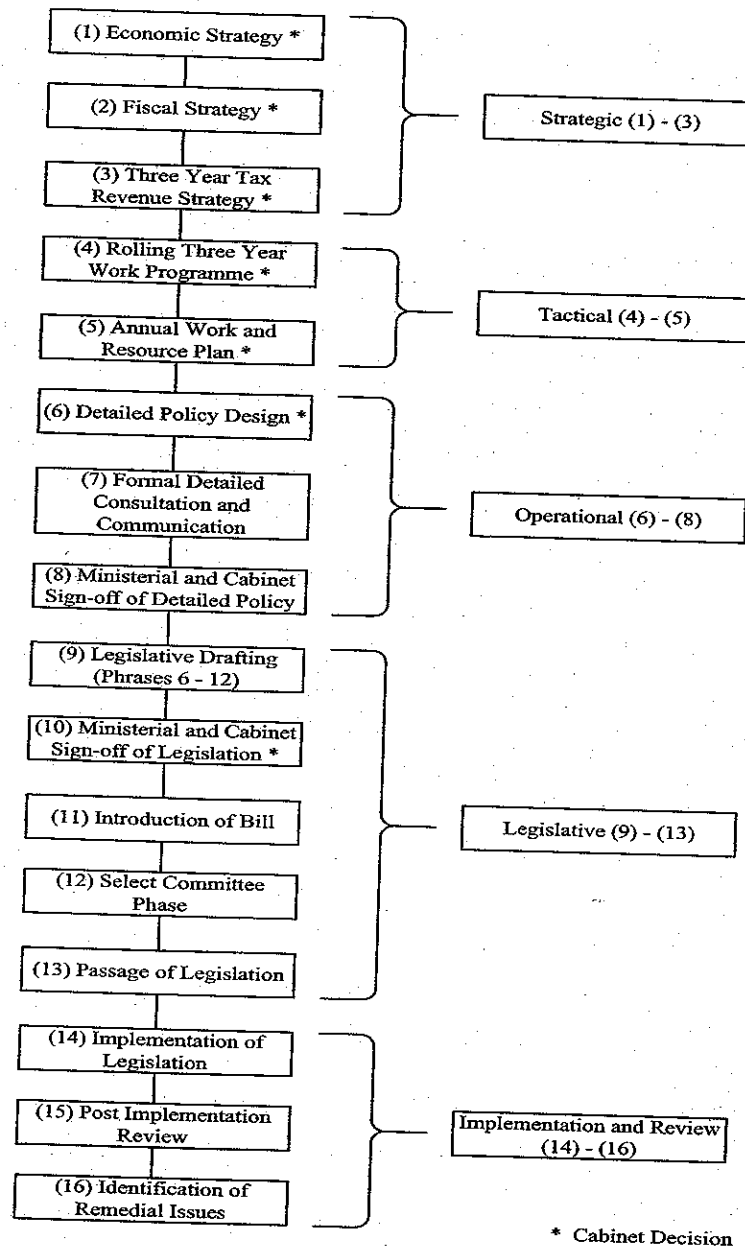 (1) Economic Strategy *
(2) Fiscal Strategy *
Strategic (1) - (3)
(3) Three Year Tax
Revenue Strategy *
(4) Rolling Three Year
Work Programme *
Tactical (4) - (5)
(5) Annual Work and
Resource Plan *
(6) Detailed Policy Design *
(7) Formal Detailed
Consultation and
Communication
Operational (6) - (8)
(8) Ministerial and Cabinet
Sign-off of Detailed Policy
(9) Legislative Drafting
(Phrases 6 - 12)
(10) Ministerial and Cabinet
Sign-off of Legislation *
(11) Introduction of Bill
Legislative (9) - (13)
(12) Select Committee
Phase
(13) Passage of Legislation
(14) Implementation of
Legislation
(15) Post Implementation
Review
Implementation and Review
(14) - (16)
(16) Identification of
Remedial Issues
* Cabinet Decision